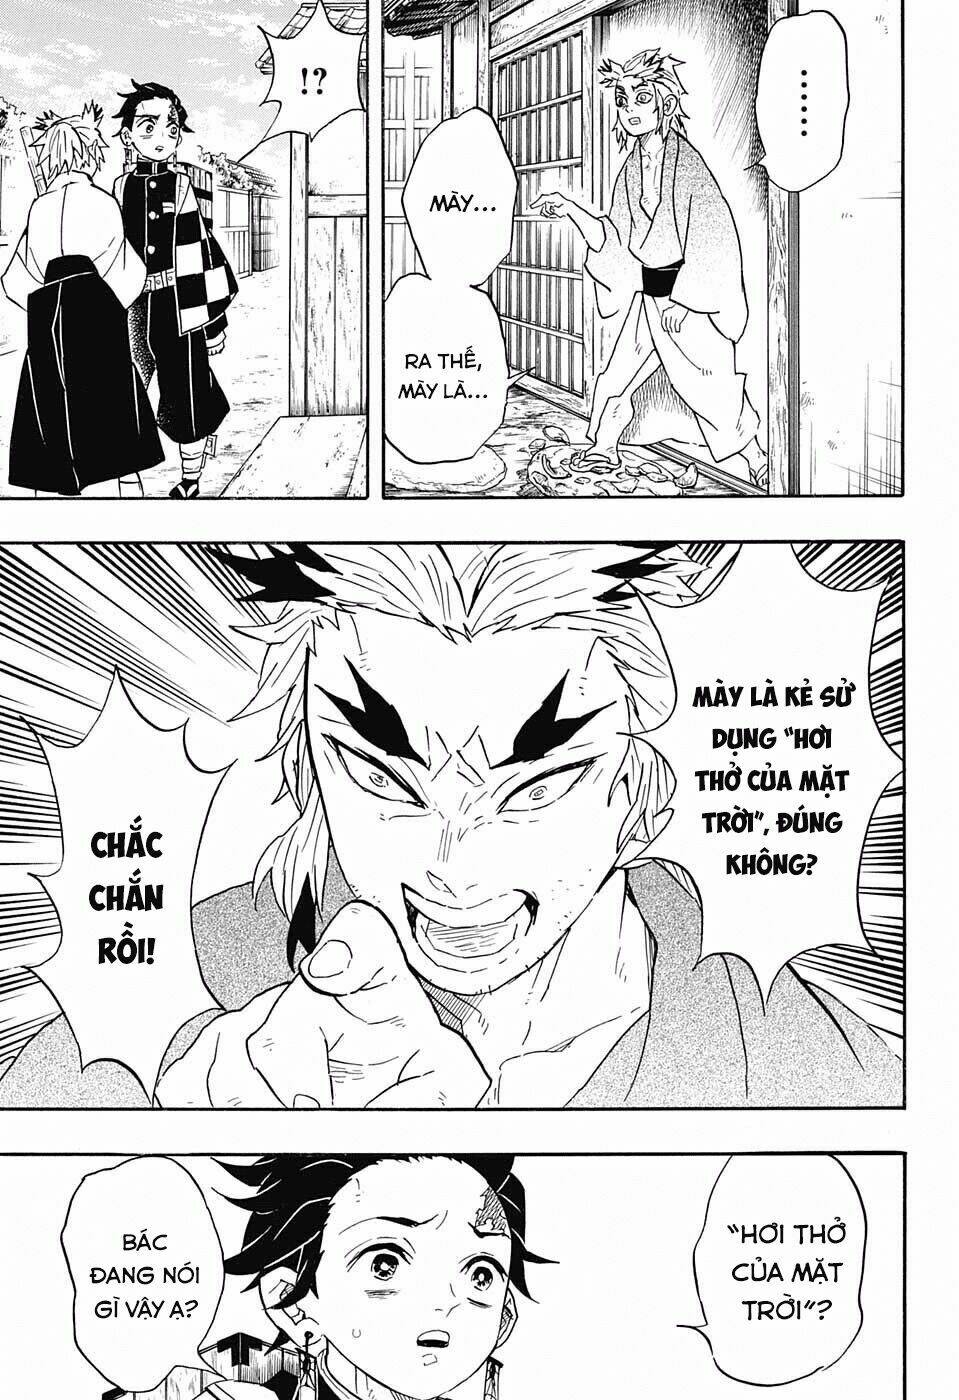 ......
MÀY...
RA THẾ,
MÀY LÀ...
!?
MÀY LÀ KẺ SỬ
DỤNG "HƠI
THỞ CỦA MẶT
TRỜI", ĐÚNG
KHÔNG?
CHẮC
CHẮN
RỒI!
"HƠI THỞ
CỦA MẶT
TRỜI"?
BÁC
ĐANG NÓI
GÌ VẬY Ạ?